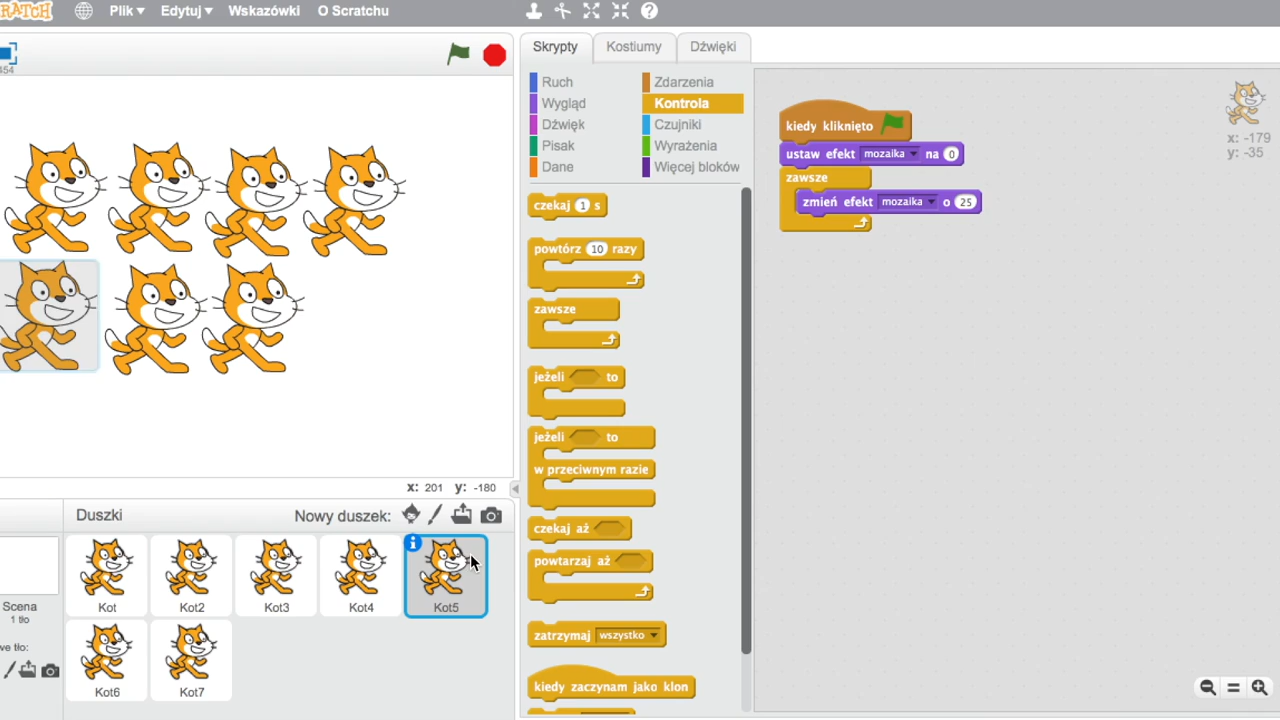 RATCH Plik Edytuj Wskazówki O Scratchu
454
Skrypty Kostiumy Dźwięki
Ruch Zdarzenia
Wygląd Kontrola
Dźwięk Czujniki
Pisak Wyrażenia
Dane Więcej bloków
czekaj 1 s
powtórz 10 razy
zawsze
jeżeli to
jeżeli to
w przeciwnym razie
czekaj aż
powtarzaj aż
zatrzymaj wszystko
kiedy zaczynam jako klon
kiedy kliknięto
ustaw efekt mozaika na 0
zawsze
zmień efekt mozaika o 25
x: -179
y: -35
x: 201 y: -180
Duszki Nowy duszek:
Kot Kot2 Kot3 Kot4 Kot5
Kot6 Kot7
Scena
1 tło
we tło: